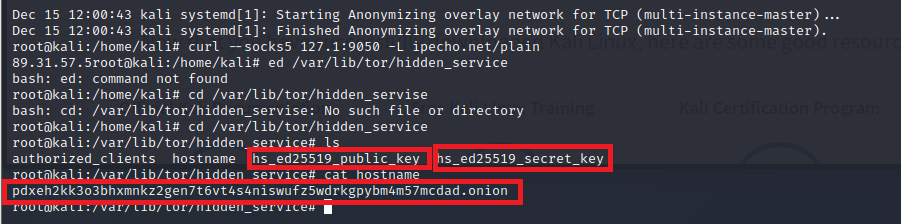 Dec 15 12:00:43 kali systemd[1]: Starting Anonymizing overlay network for TCP (multi-instance-master)...
Dec 15 12:00:43 kali systemd[1]: Finished Anonymizing overlay network for TCP (multi-instance-master).
root@kali:/home/kali# curl --socks5 127.1:9050 -L ipecho.net/plain
89.31.57.5root@kali:/home/kali# ed /var/lib/tor/hidden_service
bash: ed: command not found
root@kali:/home/kali# cd /var/lib/tor/hidden_servise
bash: cd: /var/lib/tor/hidden_servise: No such file or directory
root@kali:/home/kali# cd /var/lib/tor/hidden_service
root@kali:/var/lib/tor/hidden_service# ls
authorized_clients hostname hs_ed25519_public_key hs_ed25519_secret_key
root@kali:/var/lib/tor/hidden_service# cat hostname
pdxeh2kk3o3bhxmnkz2gen7t6vt4s4niswufz5wdrkgpybm4m57mcdad.onion
root@kali:/var/lib/tor/hidden_service#
Kali Linux, here are some good resourc
Training
Kali Certification Program